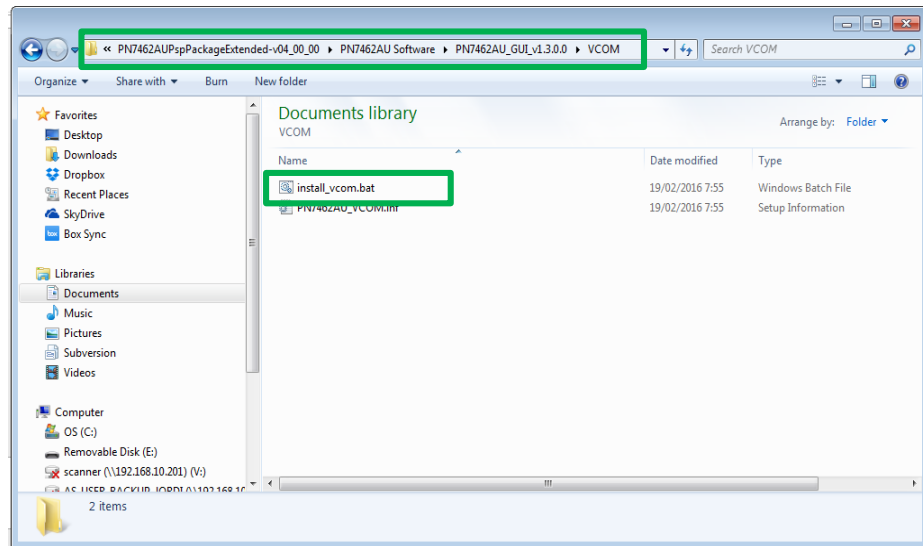 « PN7462AUPspPackageExtended-v04_00_00 ▸ PN7462AU Software ▸ PN7462AU_GUI_v1.3.0.0 ▸ VCOM
Search VCOM
Organize Share with Burn New folder
Favorites
Desktop
Downloads
Dropbox
Recent Places
SkyDrive
Box Sync
Libraries
Documents
Music
Pictures
Subversion
Videos
Computer
OS (C:)
Removable Disk (E:)
scanner (\\192.168.10.201) (V:)
Documents library
VCOM
Arrange by: Folder
Name Date modified Type
install_vcom.bat 19/02/2016 7:55 Windows Batch File
PN7462AU_VCOM.inf 19/02/2016 7:55 Setup Information
2 items